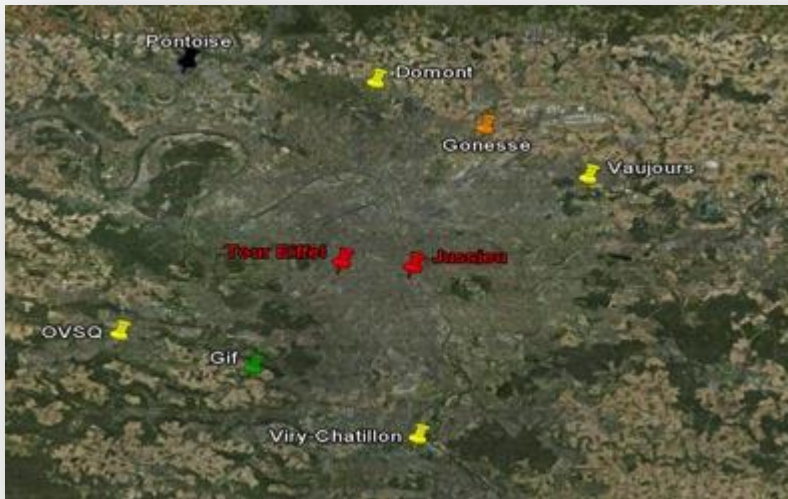 Pontoise
Domont
Gonesse
Vaujours
Tour Eiffel
Jussieu
OVSQ
Gif
Viry-Chatillon